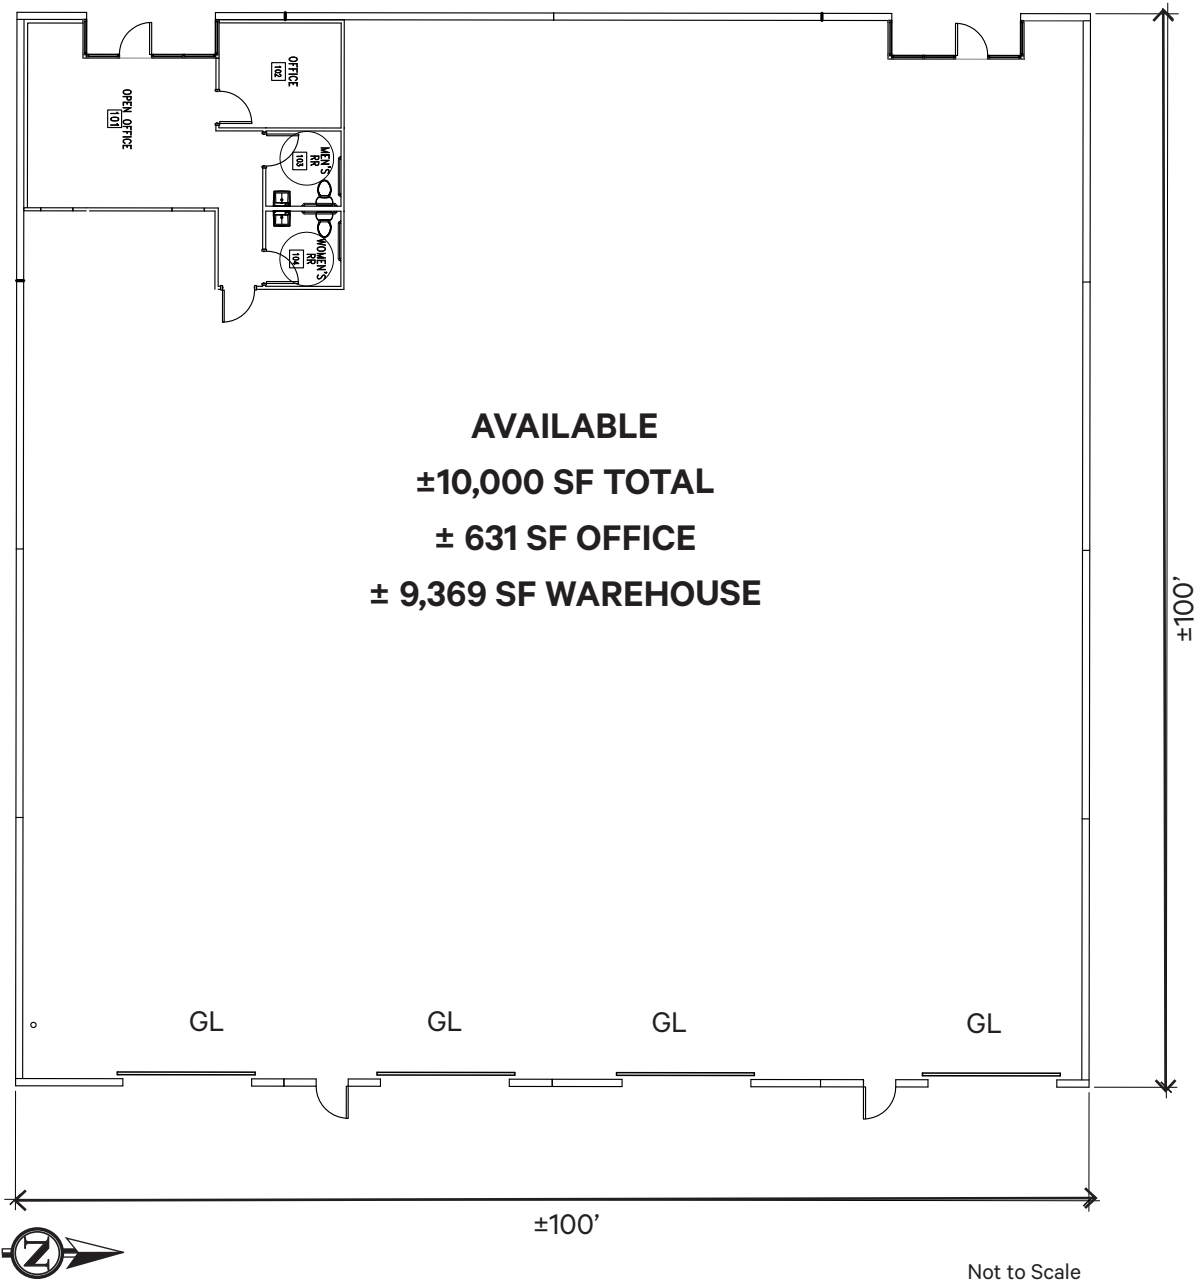 OPEN OFFICE
101
OFFICE
102
MEN'S
RR
103
WOMEN'S
RR
104
AVAILABLE
±10,000 SF TOTAL
± 631 SF OFFICE
± 9,369 SF WAREHOUSE
±100’
GL
GL
GL
GL
±100’
N
Not to Scale